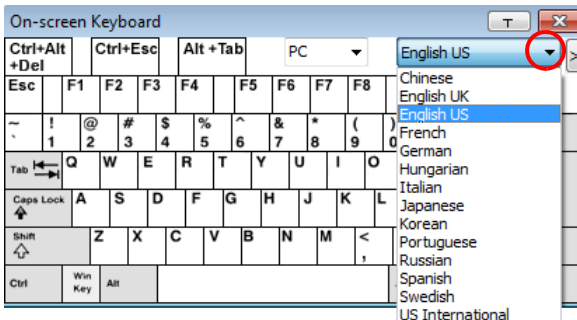 On-screen Keyboard
Ctrl+Alt +Del Ctrl+Esc Alt +Tab PC English US >
Esc F1 F2 F3 F4 F5 F6 F7 F8
~ ! @ # $ % ^ & * ( )
` 1 2 3 4 5 6 7 8 9 0
Tab Q W E R T Y U I O
Caps Lock A S D F G H J K L
Shift Z X C V B N M <
,
Ctrl Win Key Alt
Chinese
English UK
English US
French
German
Hungarian
Italian
Japanese
Korean
Portuguese
Russian
Spanish
Swedish
US International